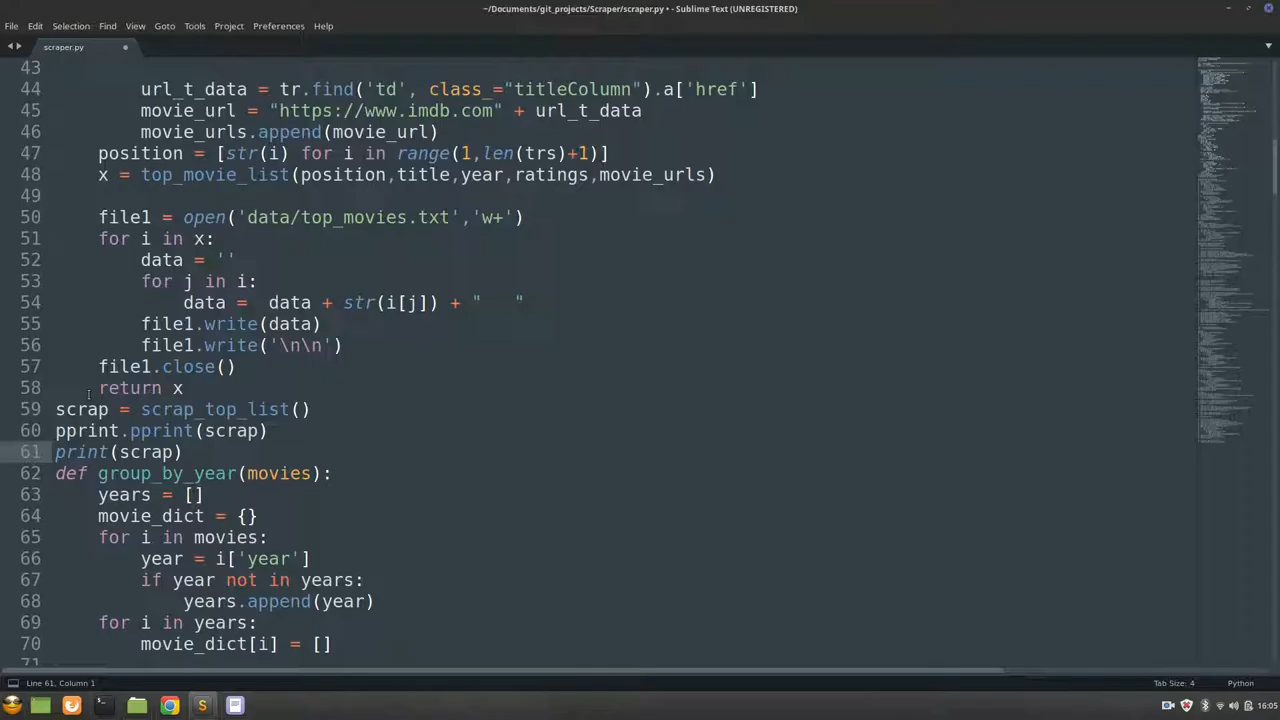 ~/Documents/git_projects/Scraper/scraper.py • - Sublime Text (UNREGISTERED)
File Edit Selection Find View Goto Tools Project Preferences Help
scraper.py
43
44         url_t_data = tr.find('td', class_="titleColumn").a['href']
45         movie_url = "https://www.imdb.com" + url_t_data
46         movie_urls.append(movie_url)
47     position = [str(i) for i in range(1,len(trs)+1)]
48     x = top_movie_list(position,title,year,ratings,movie_urls)
49
50     file1 = open('data/top_movies.txt','w+')
51     for i in x:
52         data = ''
53         for j in i:
54             data =  data + str(i[j]) + "   "
55         file1.write(data)
56         file1.write('\n\n')
57     file1.close()
58     return x
59 scrap = scrap_top_list()
60 pprint.pprint(scrap)
61 print(scrap)
62 def group_by_year(movies):
63     years = []
64     movie_dict = {}
65     for i in movies:
66         year = i['year']
67         if year not in years:
68             years.append(year)
69     for i in years:
70         movie_dict[i] = []
71
Line 61, Column 1 Tab Size: 4 Python
16:05